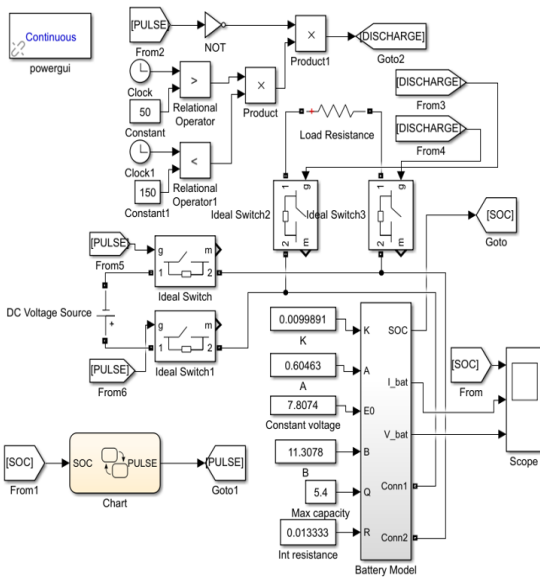 Continuous
powergui
[PULSE
From2
NOT
X
Product1
[DISCHARGE]
Goto2
Clock
50
Constant
>
Relational
Operator
X
Product
[DISCHARGE]
From3
[DISCHARGE]
From4
Load Resistance
Clock1
150
Constant1
<
Relational
Operator1
1 g
2 m
Ideal Switch2
1 g
2 m
Ideal Switch3
[SOC]
Goto
[PULSE]
From5
g m
1 2
Ideal Switch
DC Voltage Source
+
g m
1 2
Ideal Switch1
[PULSE]
From6
0.0099891
K
0.60463
A
7.8074
Constant voltage
11.3078
B
5.4
Max capacity
0.013333
Int resistance
K
A
E0
B
Q
R
SOC
I_bat
V_bat
Conn1
Conn2
Battery Model
[SOC]
From
Scope
[SOC]
From1
SOC PULSE
Chart
[PULSE]
Goto1